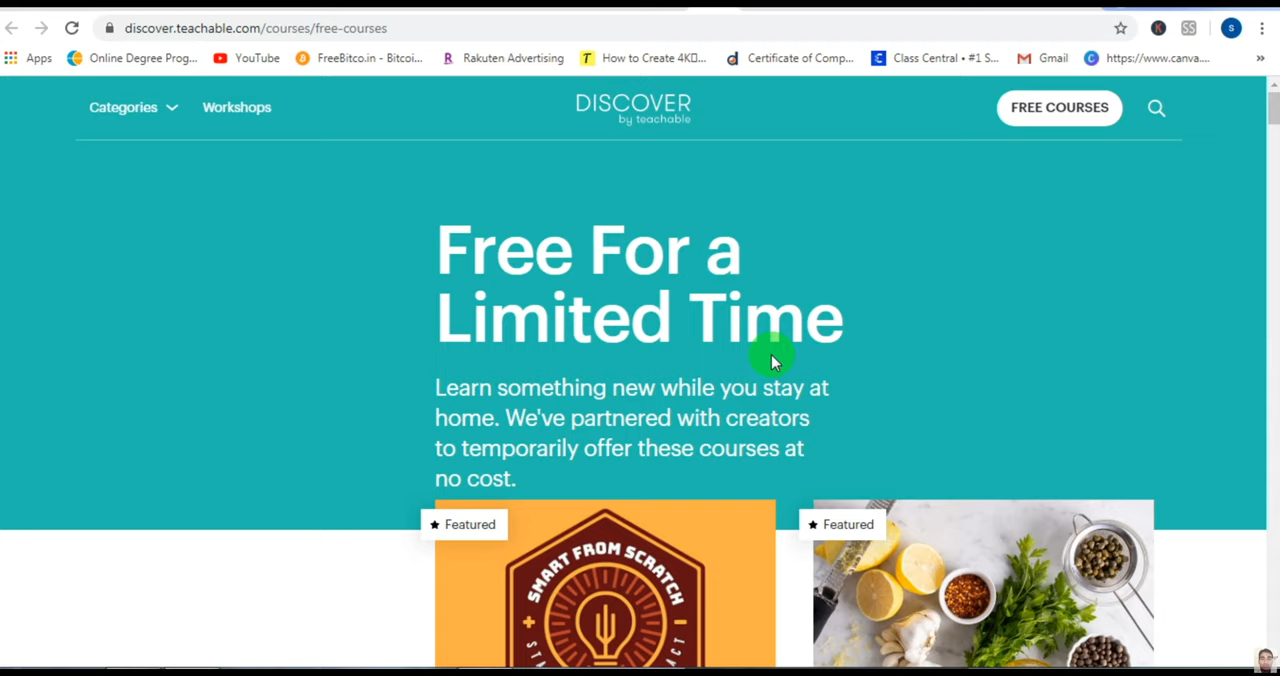 discover.teachable.com/courses/free-courses
K
SS
S
Apps
Online Degree Prog...
YouTube
FreeBitco.in - Bitcoi...
R
Rakuten Advertising
T
How to Create 4K...
d
Certificate of Comp...
Class Central • #1 S...
Gmail
C
https://www.canva....
»
Categories
Workshops
DISCOVER
by teachable
FREE COURSES
Free For a
Limited Time
Learn something new while you stay at
home. We've partnered with creators
to temporarily offer these courses at
no cost.
Featured
Featured
SMART FROM SCRATCH